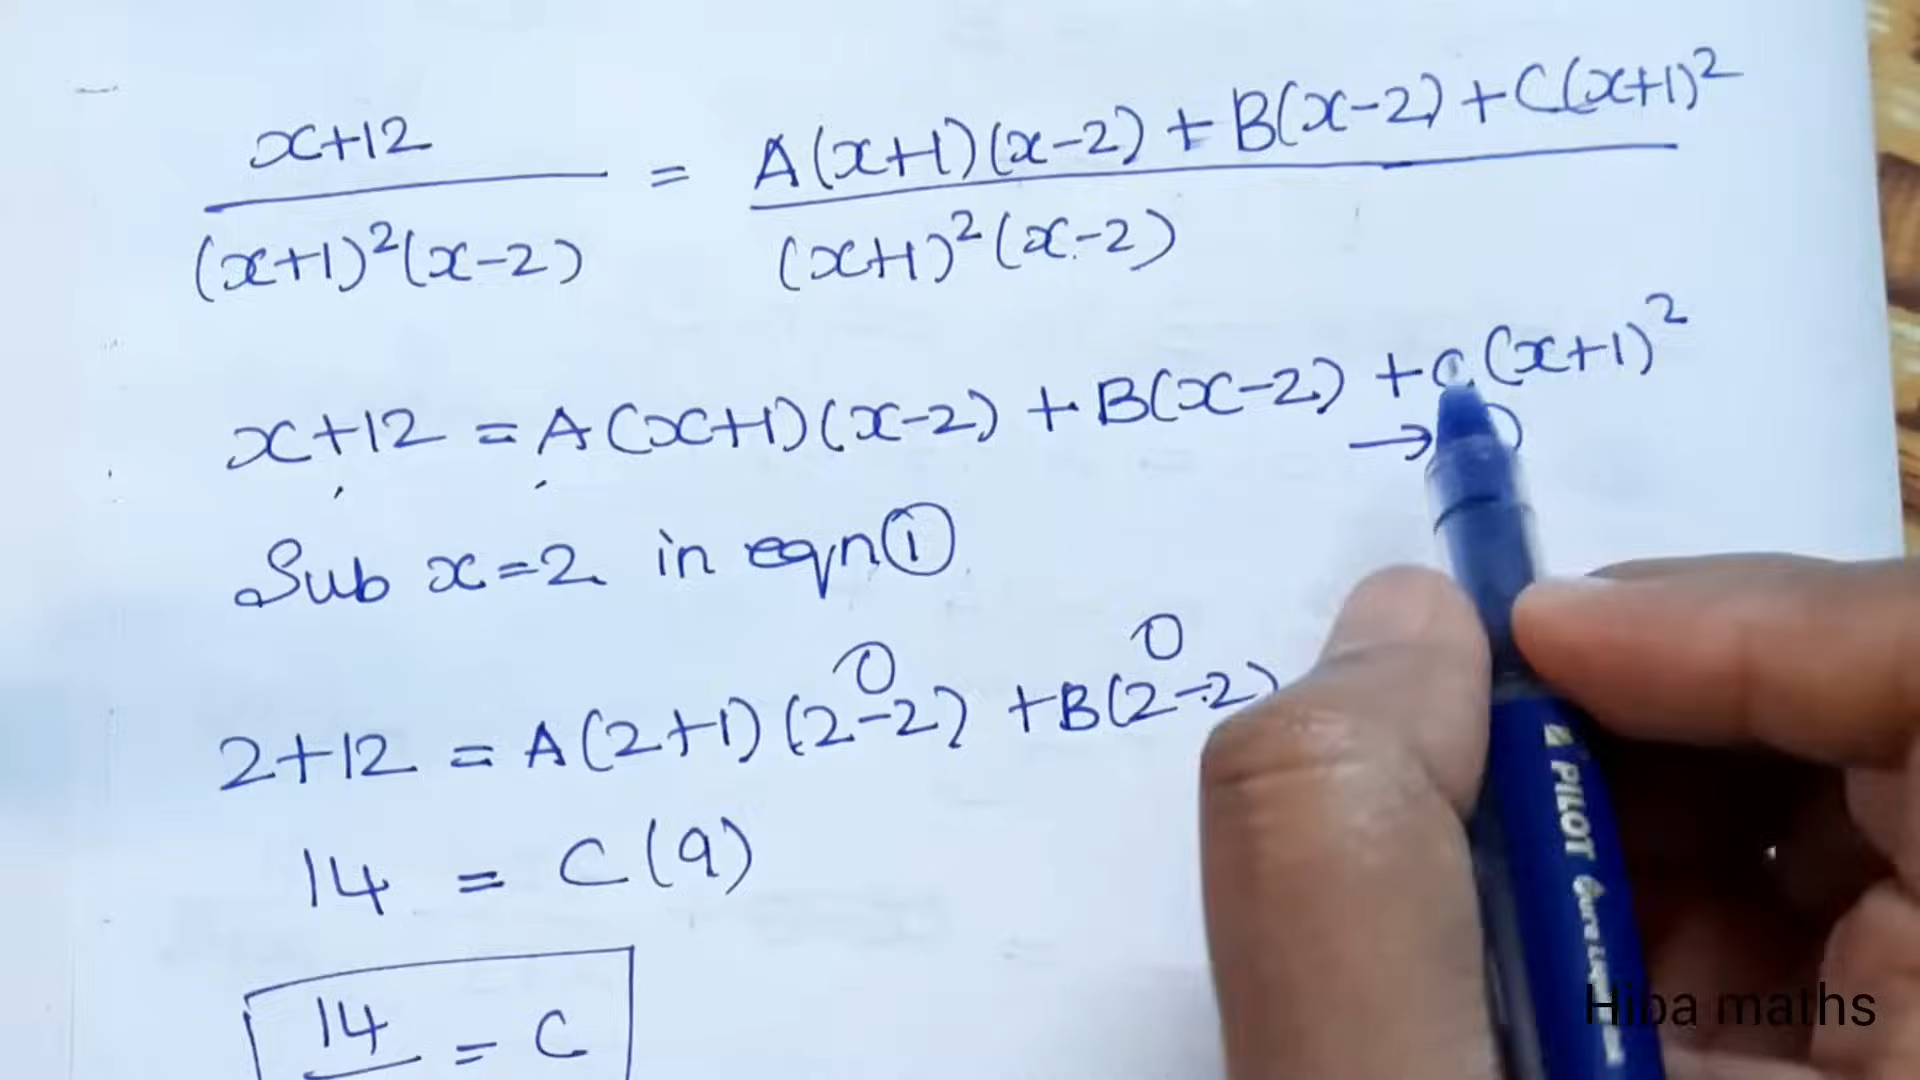 x+12 / (x+1)²(x-2) = A(x+1)(x-2) + B(x-2) + C(x+1)² / (x+1)²(x-2)
x+12 = A(x+1)(x-2) + B(x-2) + C(x+1)²
→
Sub x=2 in eqn ①
0 0
2+12 = A(2+1)(2-2) + B(2-2)
14 = C(9)
14 = C
PILOT
Hiba maths